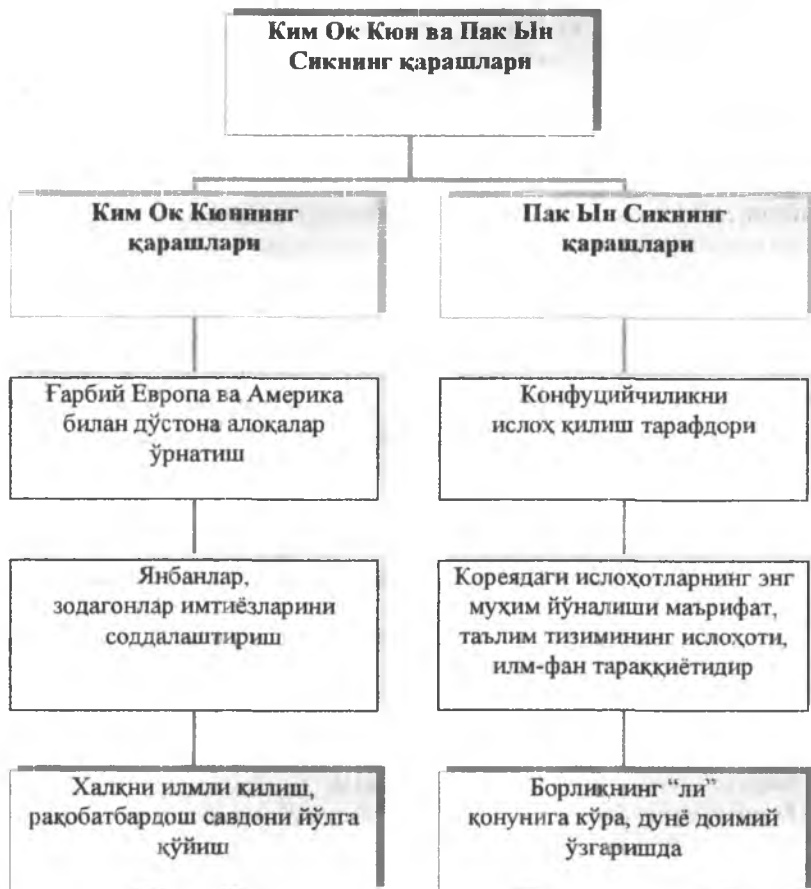 Ким Ок Кюн ва Пак Ын
Сикнинг қарашлари
Ким Ок Кюннинг
қарашлари
Ғарбий Европа ва Америка
билан дўстона алоқалар
ўрнатиш
Янбанлар,
зодагонлар имтиёзларини
соддалаштириш
Халқни илмли қилиш,
рақобатбардош савдони йўлга
қўйиш
Пак Ын Сикнинг
қарашлари
Конфуцийчиликни
ислоҳ қилиш тарафдори
Кореядаги ислоҳотларнинг энг
муҳим йўналиши маърифат,
таълим тизимининг ислоҳоти,
илм-фан тараққиётидир
Борлиқнинг “ли”
қонунига кўра, дунё доимий
ўзгаришда